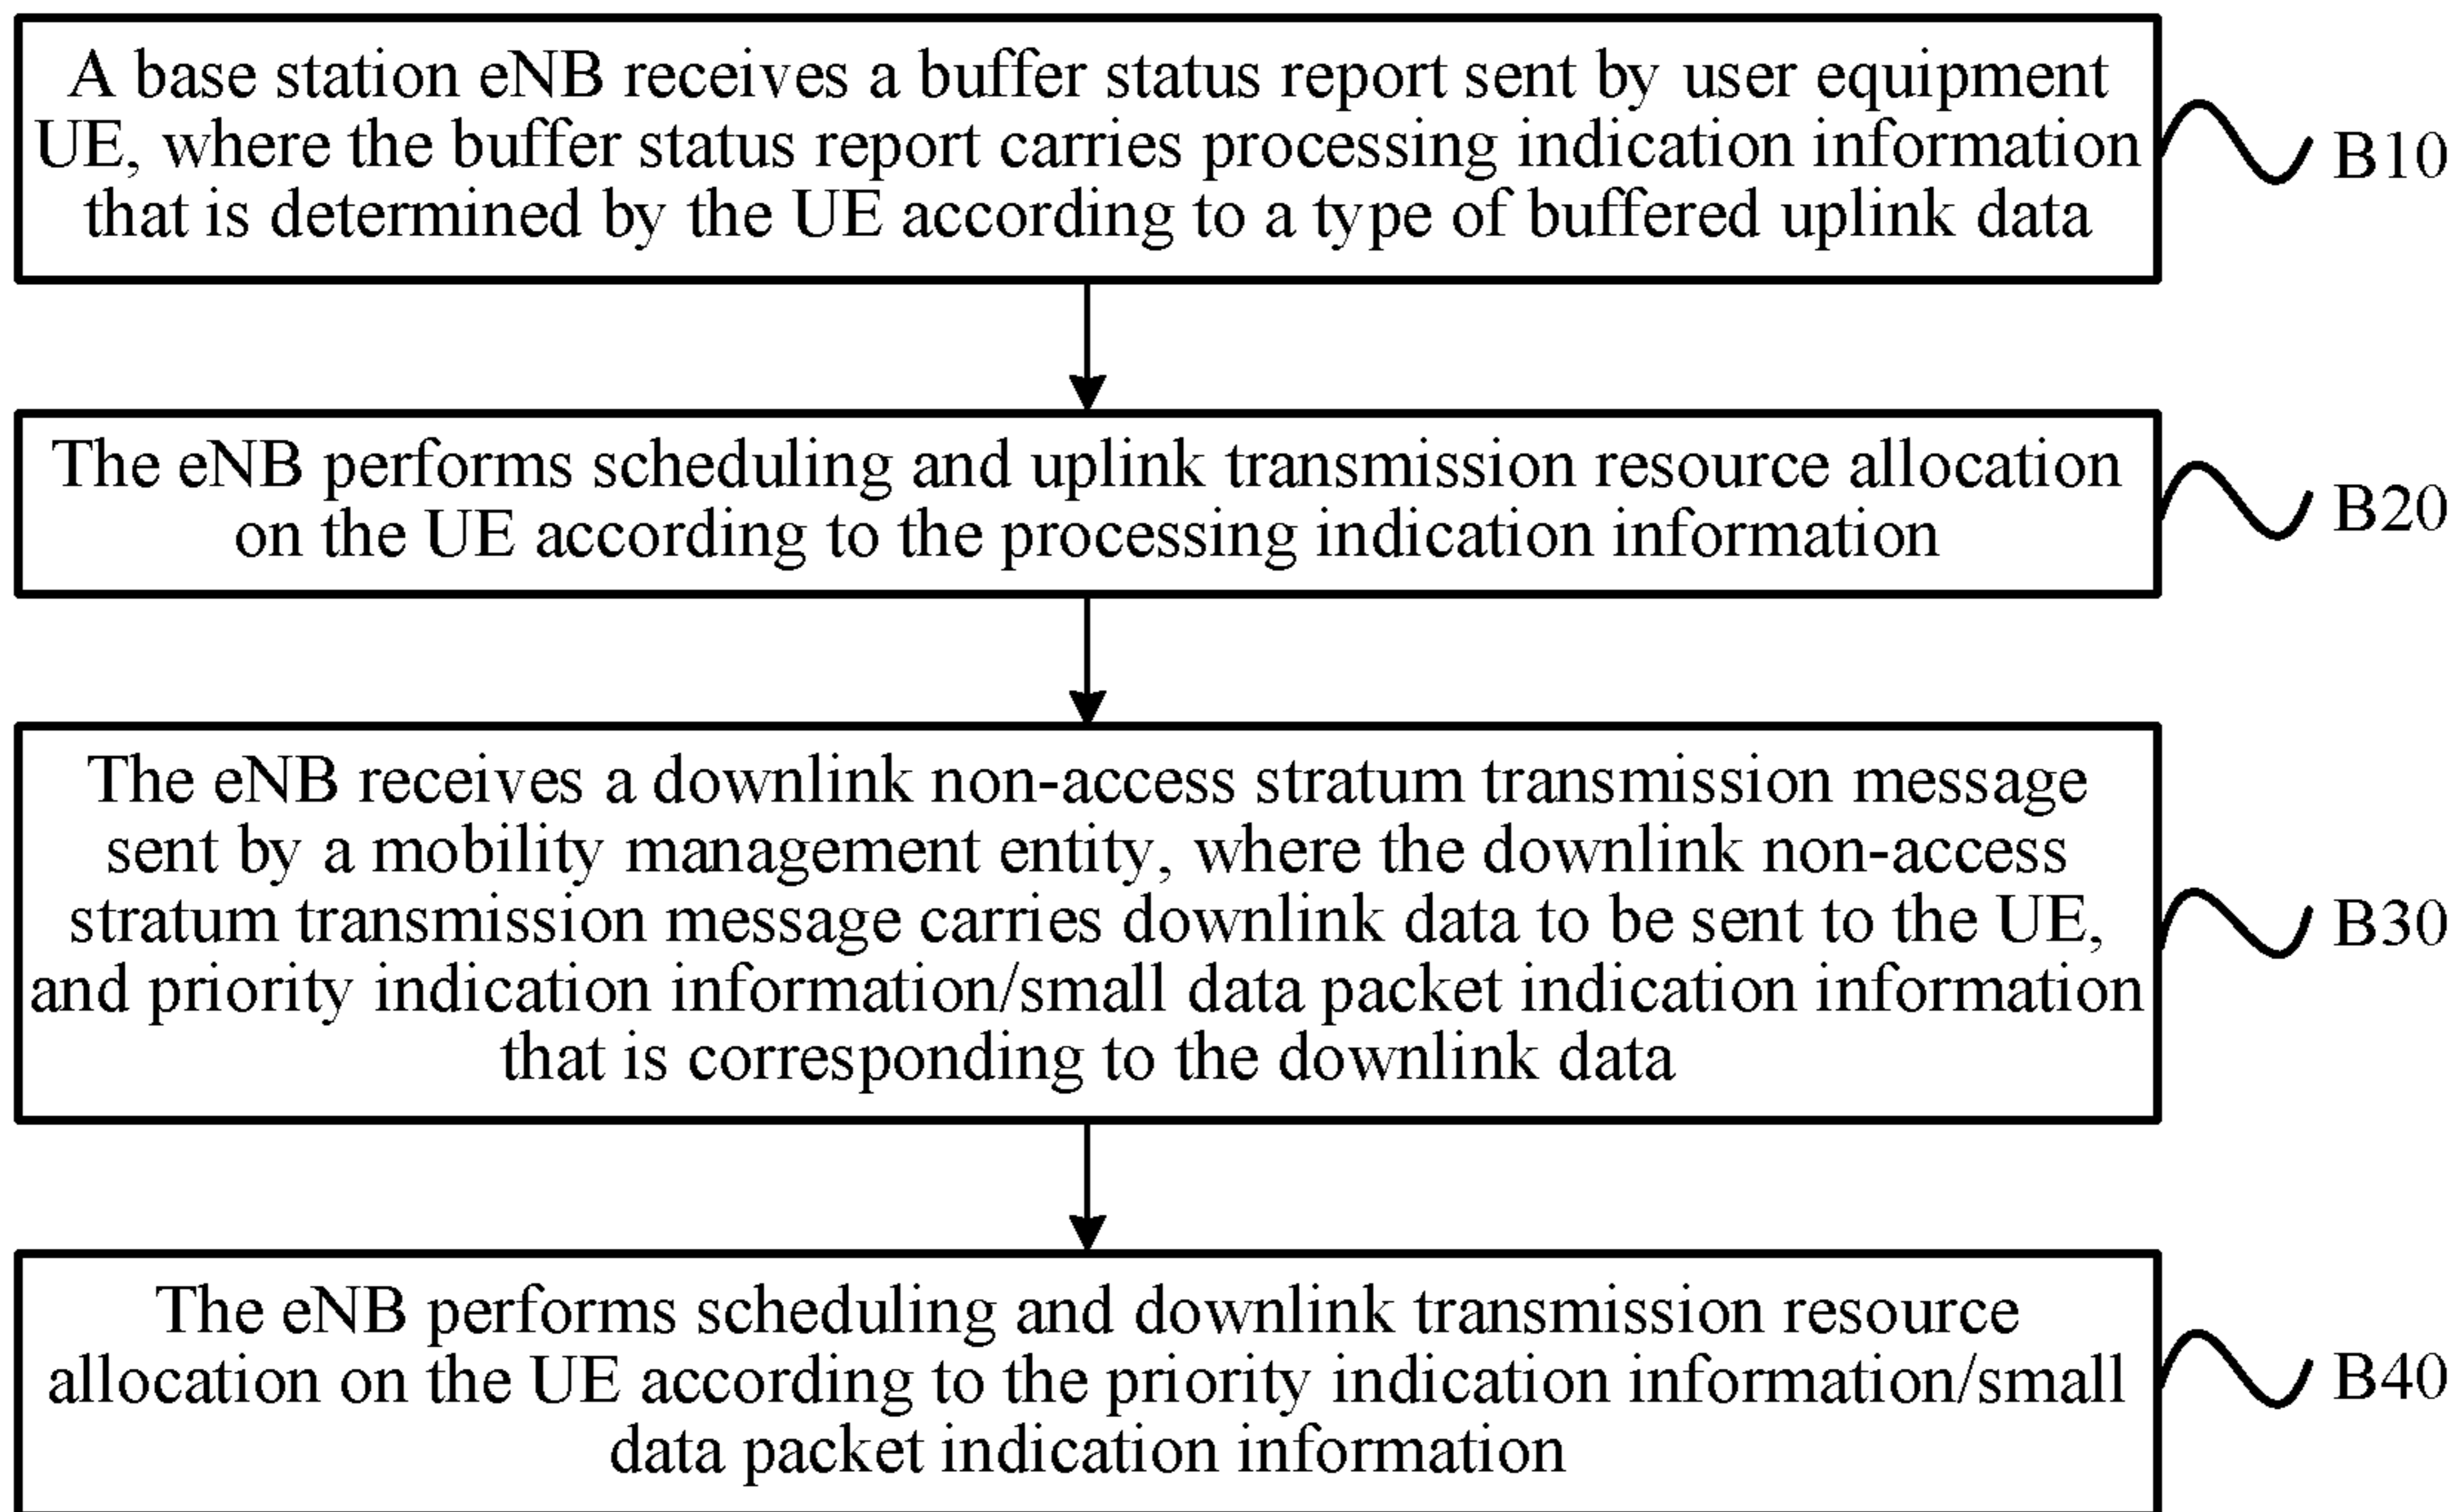 A base station eNB receives a buffer status report sent by user equipment
UE, where the buffer status report carries processing indication information
that is determined by the UE according to a type of buffered uplink data
B10
The eNB performs scheduling and uplink transmission resource allocation
on the UE according to the processing indication information
B20
The eNB receives a downlink non-access stratum transmission message
sent by a mobility management entity, where the downlink non-access
stratum transmission message carries downlink data to be sent to the UE,
and priority indication information/small data packet indication information
that is corresponding to the downlink data
B30
The eNB performs scheduling and downlink transmission resource
allocation on the UE according to the priority indication information/small
data packet indication information
B40